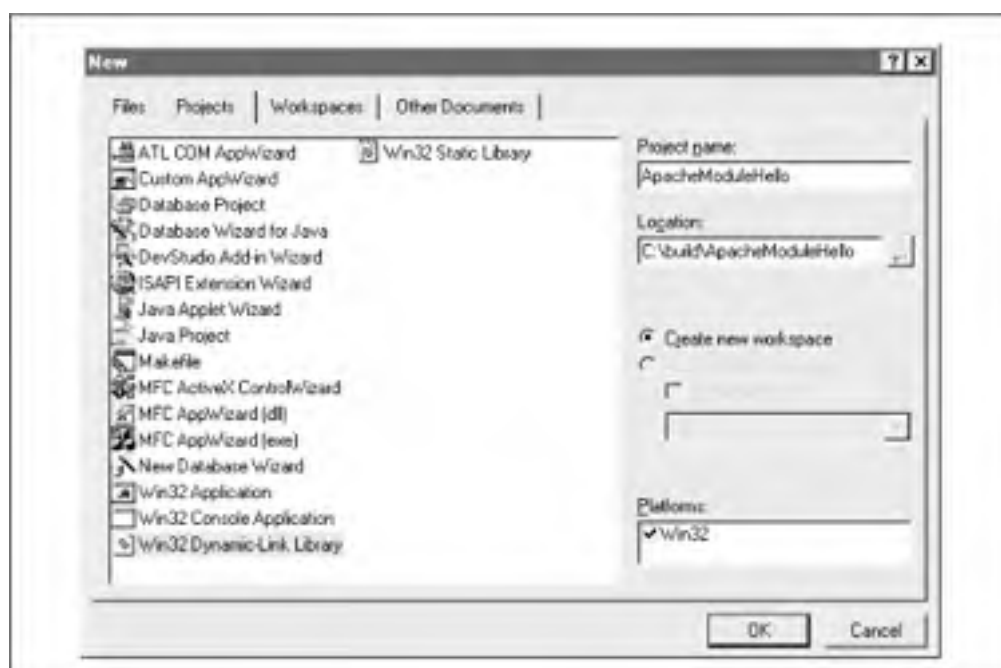 New
Files Projects Workspaces Other Documents
ATL COM AppWizard
Custom AppWizard
Database Project
Database Wizard for Java
DevStudio Add-in Wizard
ISAPI Extension Wizard
Java Applet Wizard
Java Project
Makefile
MFC ActiveX ControlWizard
MFC AppWizard (dll)
MFC AppWizard (exe)
New Database Wizard
Win32 Application
Win32 Console Application
Win32 Dynamic-Link Library
Win32 Static Library
Project name:
ApacheModuleHello
Location:
C:\build\ApacheModuleHello
...
Create new workspace
Platforms:
Win32
OK Cancel